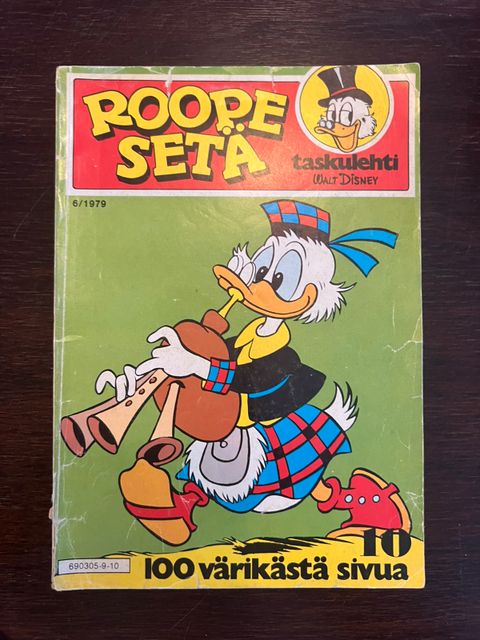 ROOPE
SETÄ
taskulehti
WALT DISNEY
6/1979
10
100 värikästä sivua
690305-9-10